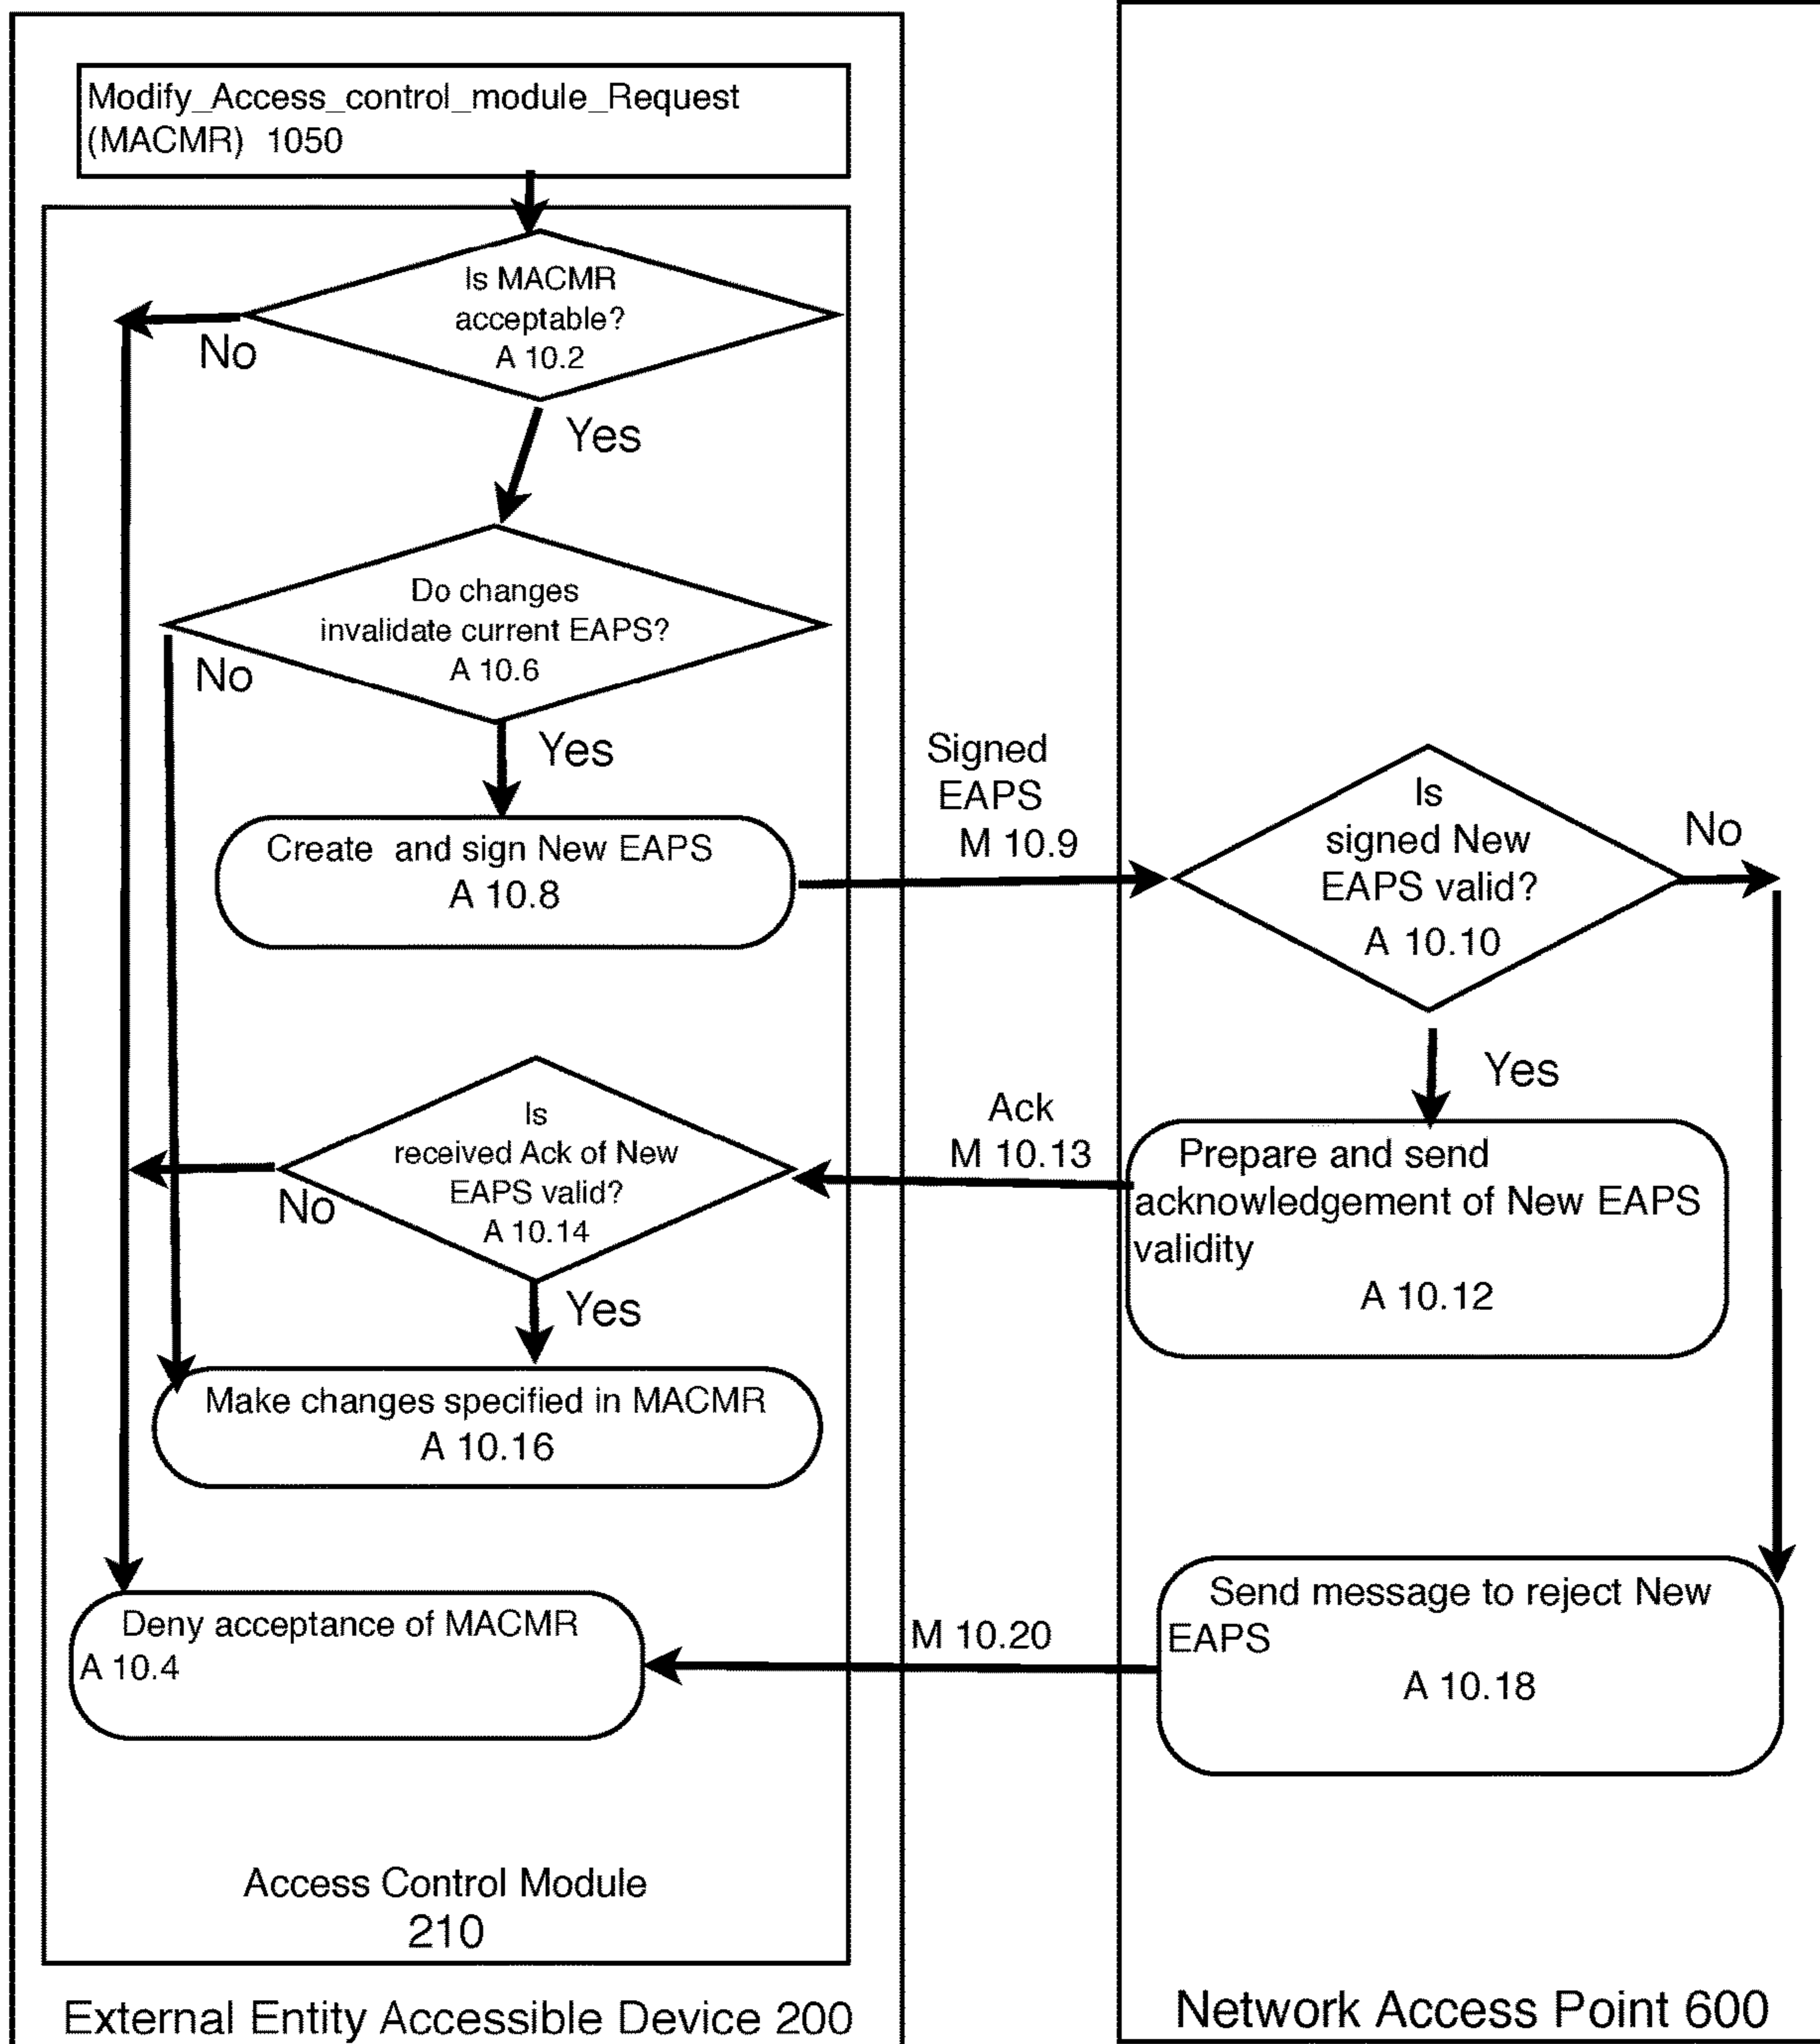 Modify_Access_control_module_Request
(MACMR) 1050
Is MACMR
acceptable?
A 10.2
No
Yes
Do changes
invalidate current EAPS?
A 10.6
No
Yes
Create and sign New EAPS
A 10.8
Signed
EAPS
M 10.9
Is
signed New
EAPS valid?
A 10.10
No
Yes
Prepare and send
acknowledgement of New EAPS
validity
A 10.12
Ack
M 10.13
Is
received Ack of New
EAPS valid?
A 10.14
No
Yes
Make changes specified in MACMR
A 10.16
Send message to reject New
EAPS
A 10.18
M 10.20
Deny acceptance of MACMR
A 10.4
Access Control Module
210
External Entity Accessible Device 200
Network Access Point 600